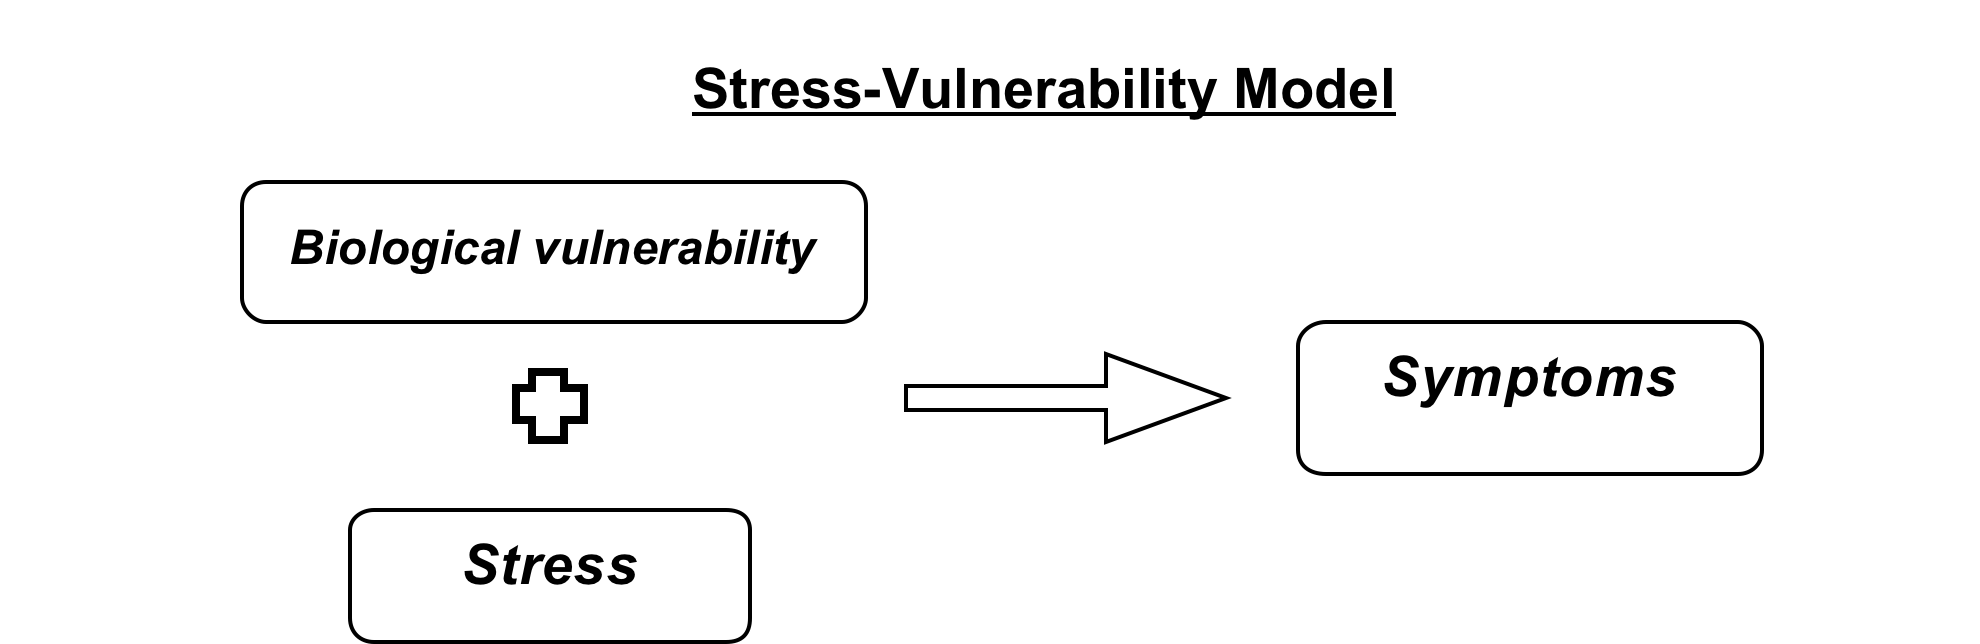 Stress-Vulnerability Model
Biological vulnerability
Symptoms
Stress